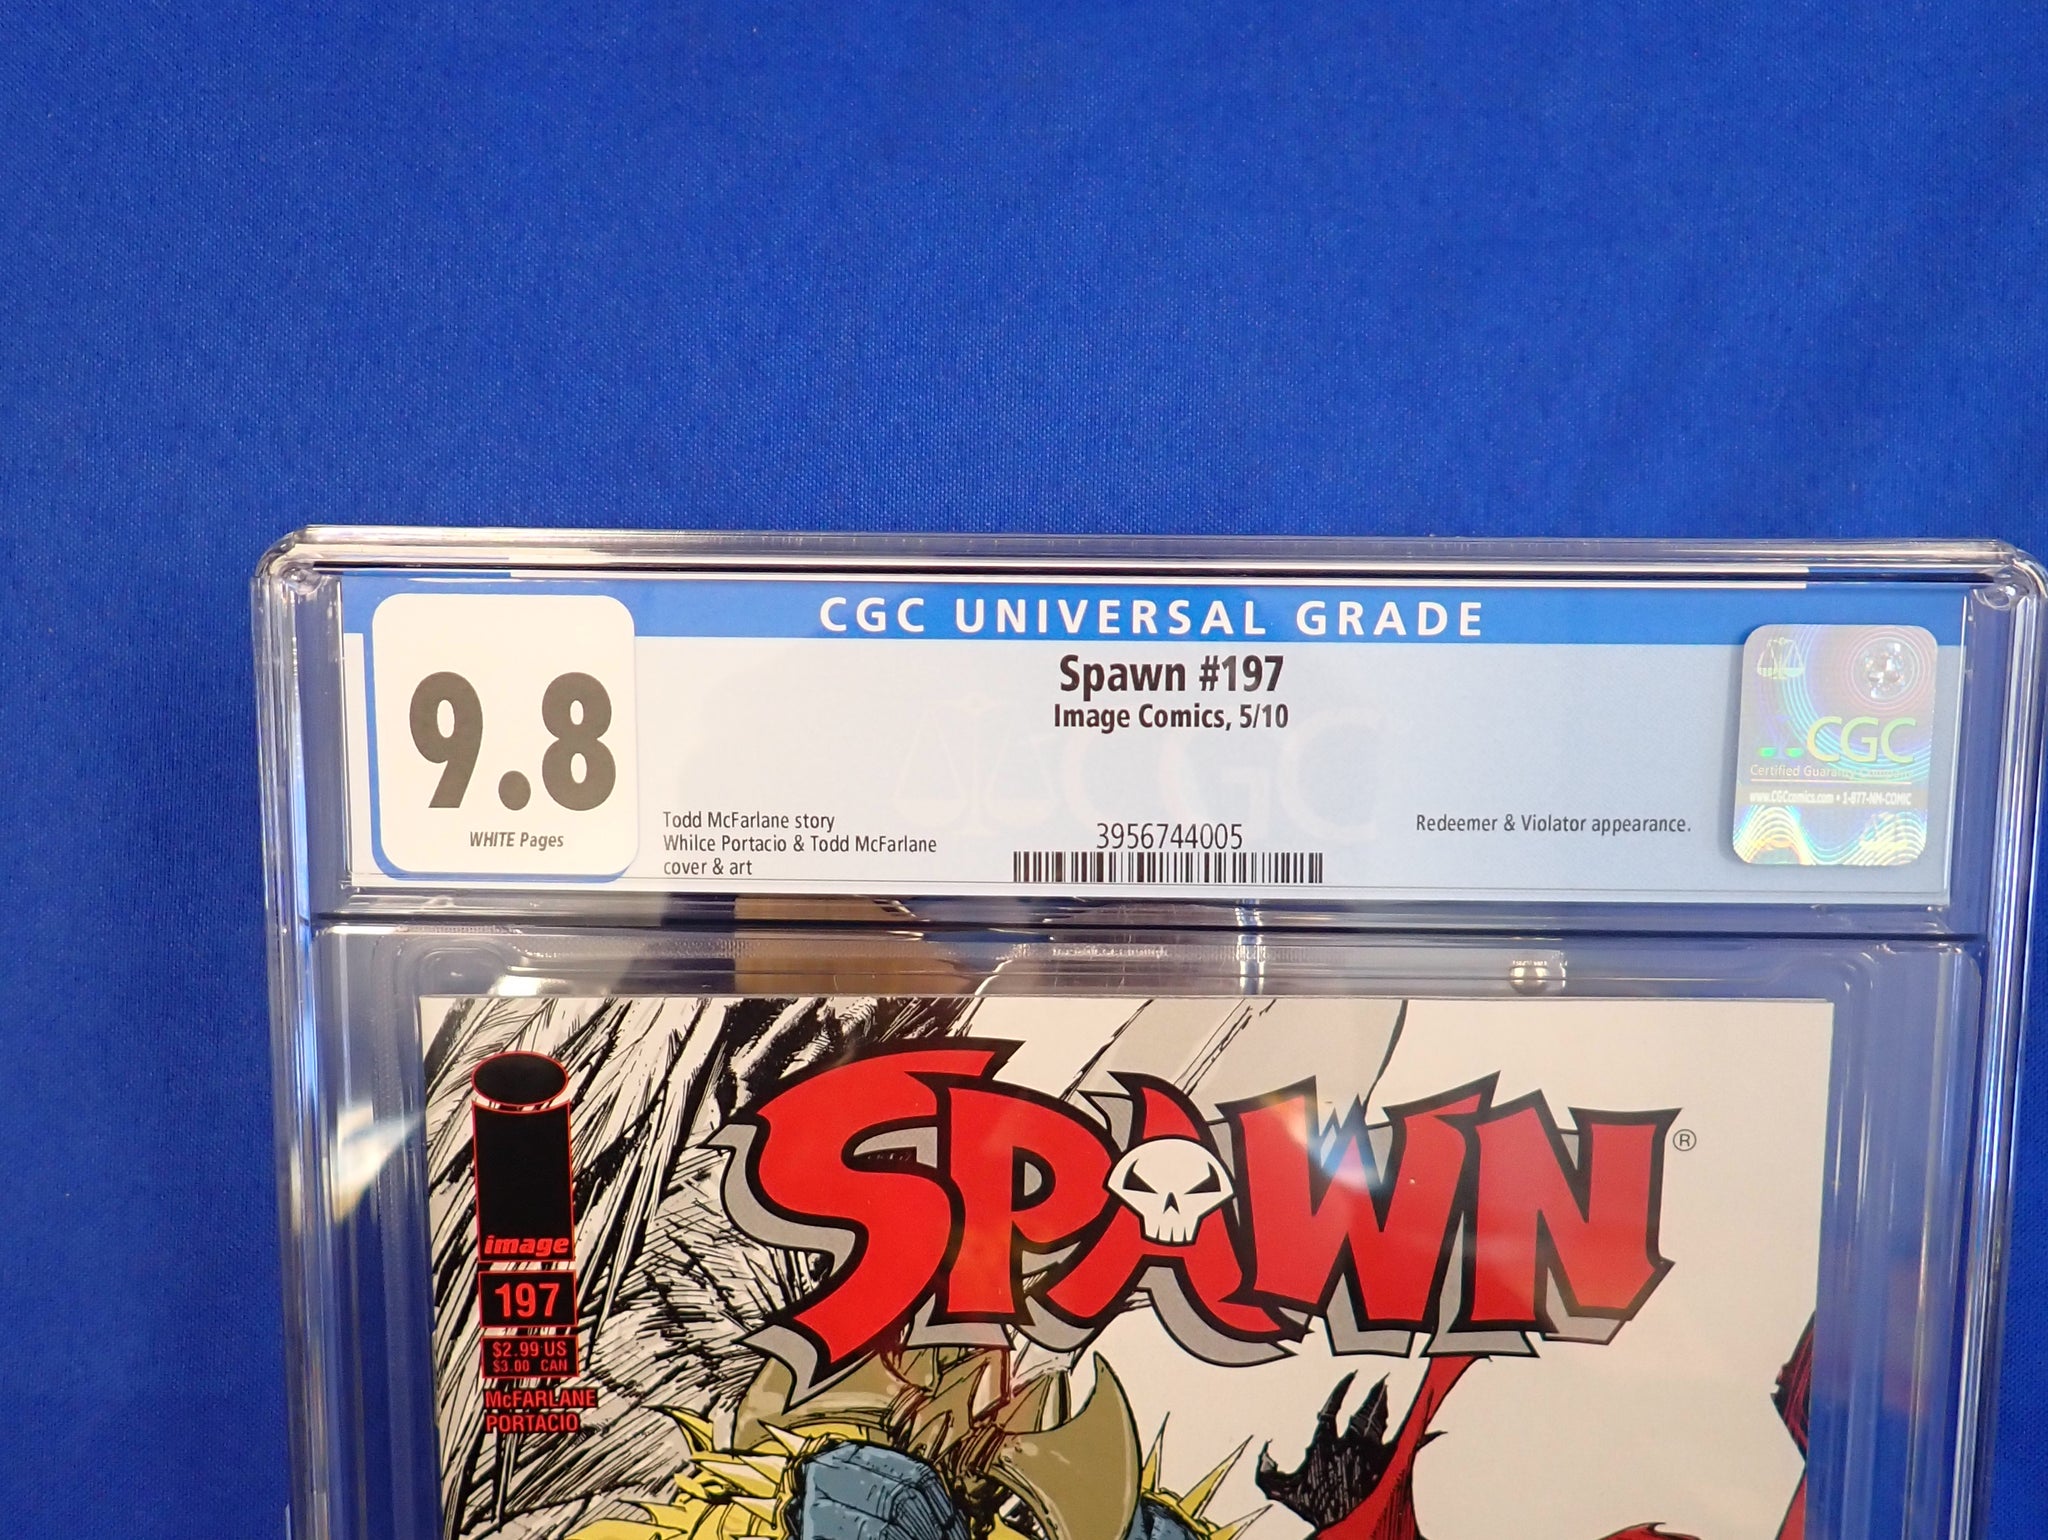 CGC UNIVERSAL GRADE
9.8
WHITE Pages
Spawn #197
Image Comics, 5/10
Todd McFarlane story
Whilce Portacio & Todd McFarlane
cover & art
3956744005
Redeemer & Violator appearance.
CGC
Certified Guaranty Company
www.CGCcomics.com • 1-877-NM-COMIC
SPAWN®
image
197
$2.99 US
$3.00 CAN
McFARLANE
PORTACIO